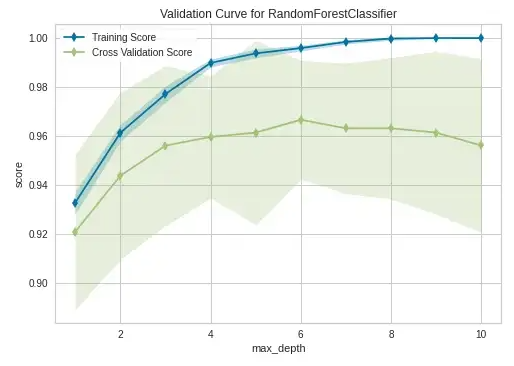 Validation Curve for RandomForestClassifier
Training Score
Cross Validation Score
1.00
0.98
0.96
0.94
0.92
0.90
score
2
4
6
8
10
max_depth